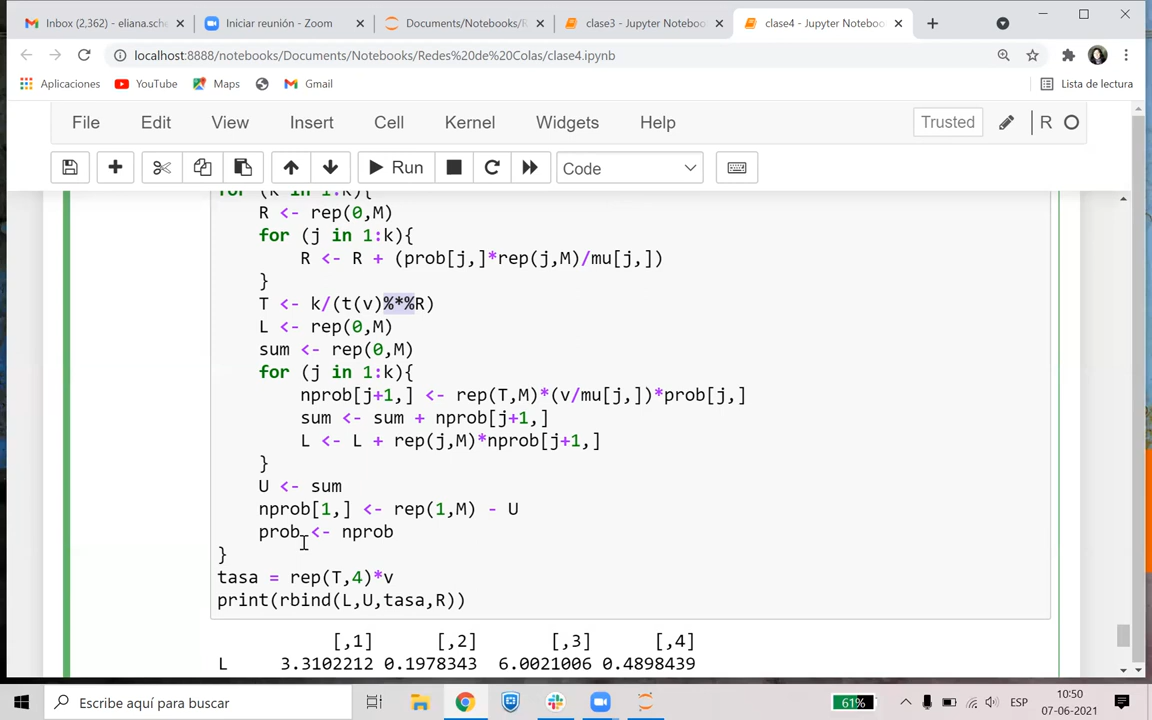 Inbox (2,362) - eliana.sche
Iniciar reunión - Zoom
Documents/Notebooks/R
clase3 - Jupyter Noteboo
clase4 - Jupyter Noteboo
localhost:8888/notebooks/Documents/Notebooks/Redes%20de%20Colas/clase4.ipynb
Aplicaciones YouTube Maps Gmail Lista de lectura
File Edit View Insert Cell Kernel Widgets Help Trusted R
Run Code
for (k in 1:K){
R <- rep(0,M)
for (j in 1:k){
R <- R + (prob[j,]*rep(j,M)/mu[j,])
}
T <- k/(t(v)%*%R)
L <- rep(0,M)
sum <- rep(0,M)
for (j in 1:k){
nprob[j+1,] <- rep(T,M)*(v/mu[j,])*prob[j,]
sum <- sum + nprob[j+1,]
L <- L + rep(j,M)*nprob[j+1,]
}
U <- sum
nprob[1,] <- rep(1,M) - U
prob <- nprob
}
tasa = rep(T,4)*v
print(rbind(L,U,tasa,R))
[,1] [,2] [,3] [,4]
L 3.3102212 0.1978343 6.0021006 0.4898439
Escribe aquí para buscar
61%
ESP
10:50
07-06-2021